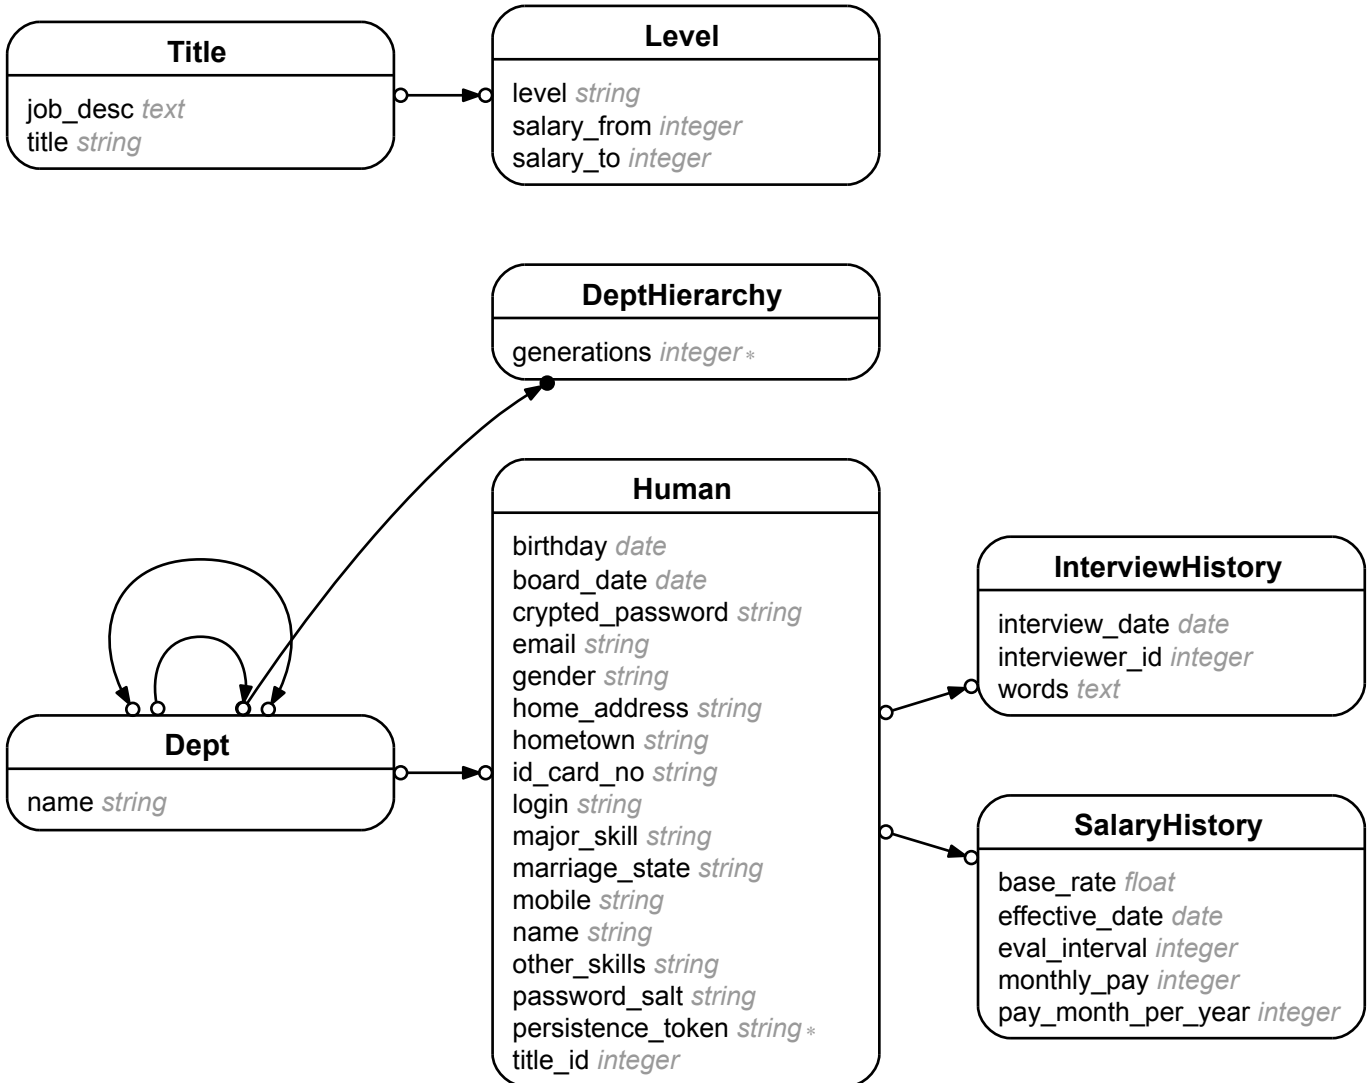 Title
job_desc text
title string
Level
level string
salary_from integer
salary_to integer
DeptHierarchy
generations integer *
Dept
name string
Human
birthday date
board_date date
crypted_password string
email string
gender string
home_address string
hometown string
id_card_no string
login string
major_skill string
marriage_state string
mobile string
name string
other_skills string
password_salt string
persistence_token string *
title_id integer
InterviewHistory
interview_date date
interviewer_id integer
words text
SalaryHistory
base_rate float
effective_date date
eval_interval integer
monthly_pay integer
pay_month_per_year integer